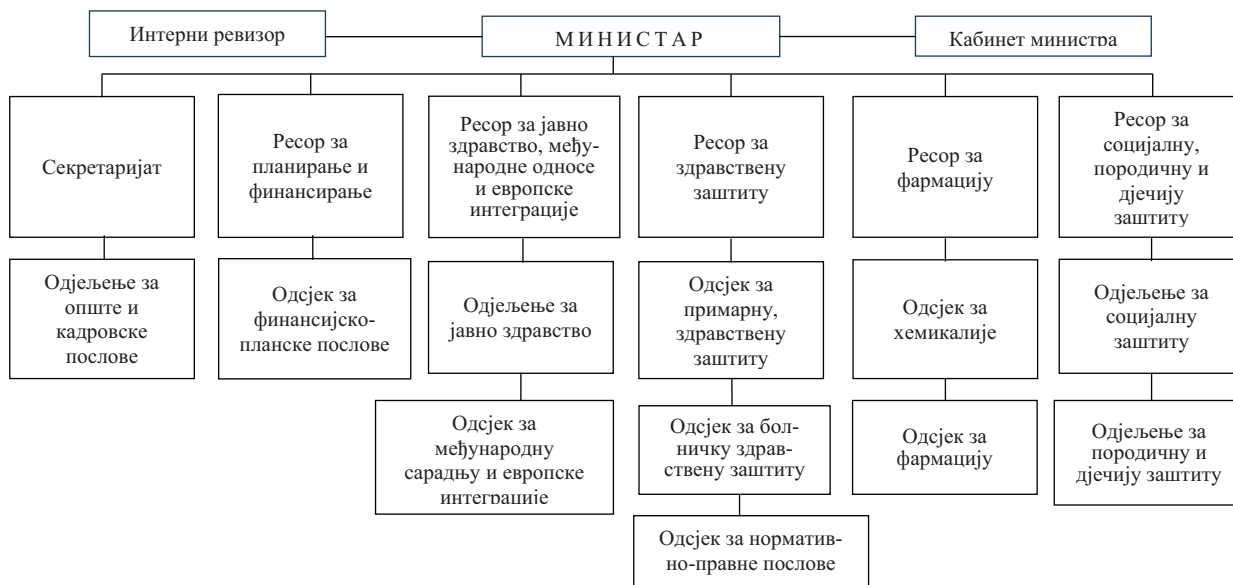 Интерни ревизор
МИНИСТАР
Кабинет министра
Секретаријат
Ресор за
планирање и
финансирање
Ресор за јавно
здравство, међу-
народне односе
и европске
интеграције
Ресор за
здравствену
заштиту
Ресор за
фармацију
Ресор за
социјалну,
породичну и
дјечију
заштиту
Одјељење за
опште и
кадровске
послове
Одсјек за
финансијско-
планске послове
Одјељење за
јавно здравство
Одсјек за
примарну,
здравствену
заштиту
Одсјек за
хемикалије
Одјељење за
социјалну
заштиту
Одсјек за
међународну
сарадњу и европске
интеграције
Одсјек за бол-
ничку здрав-
ствену заштиту
Одсјек за
фармацију
Одјељење за
породичну и
дјечију заштиту
Одсјек за норматив-
но-правне послове